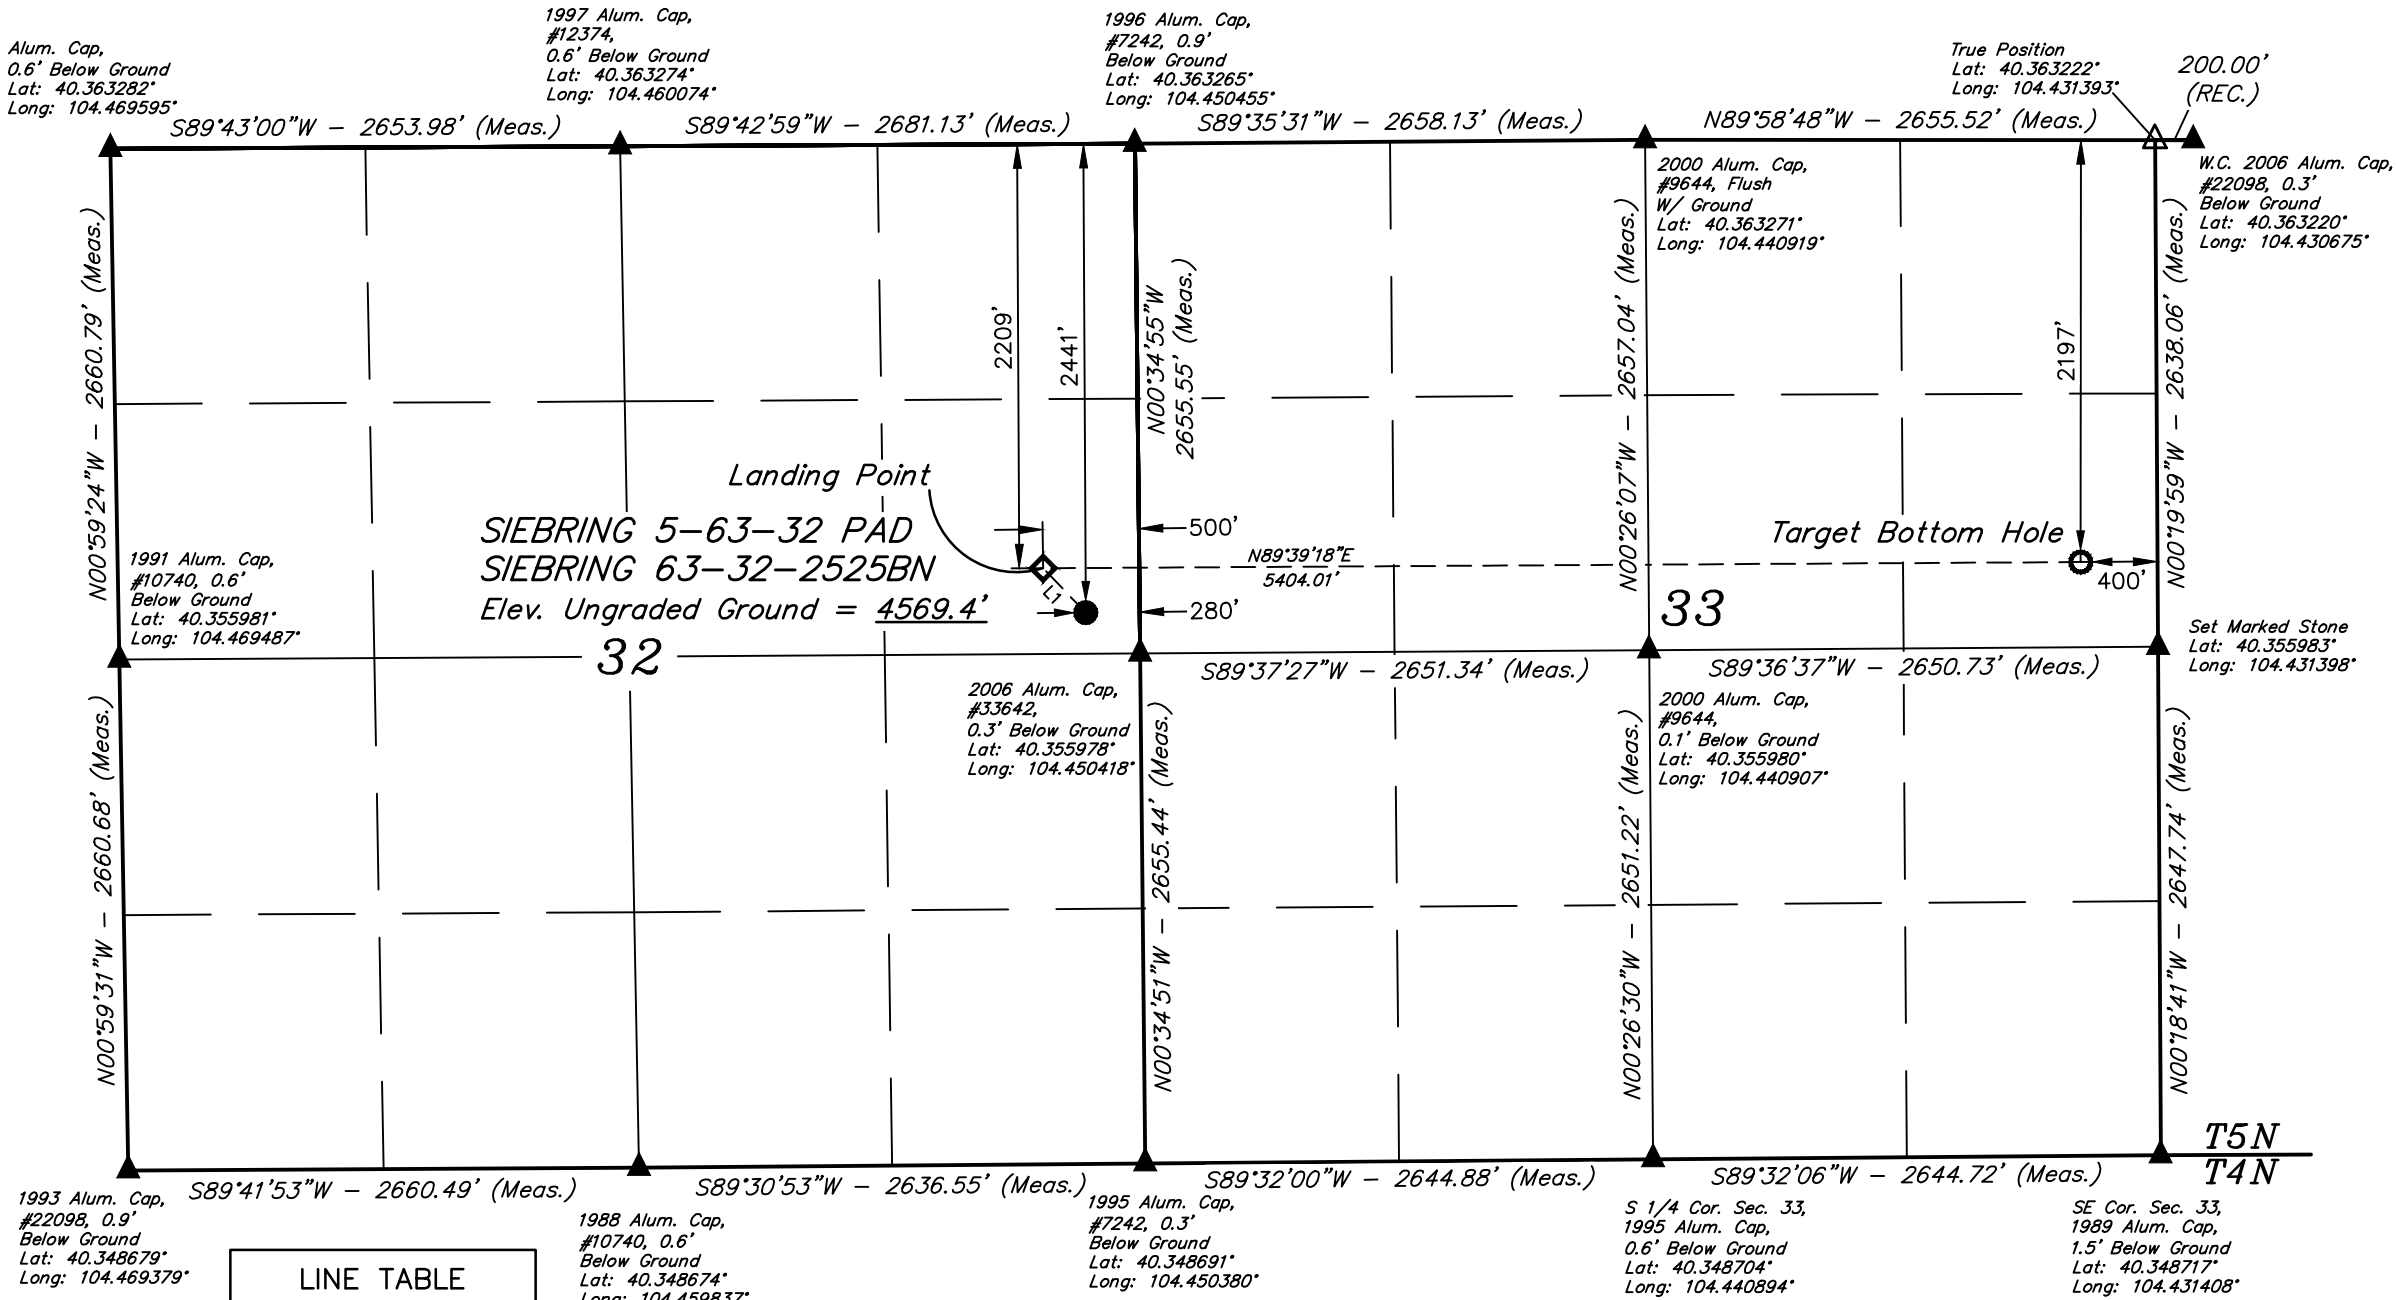 1997 Alum. Cap,
#12374,
0.6' Below Ground
Lat: 40.363274°
Long: 104.460074°
1996 Alum. Cap,
#7242, 0.9'
Below Ground
Lat: 40.363265°
Long: 104.450455°
Alum. Cap,
0.6' Below Ground
Lat: 40.363282°
Long: 104.469595°
True Position
Lat: 40.363222°
Long: 104.431393°
200.00'
(REC.)
S89°43'00"W – 2653.98' (Meas.)
S89°42'59"W – 2681.13' (Meas.)
S89°35'31"W – 2658.13' (Meas.)
N89°58'48"W – 2655.52' (Meas.)
2000 Alum. Cap,
#9644, Flush
W/ Ground
Lat: 40.363271°
Long: 104.440919°
W.C. 2006 Alum. Cap,
#22098, 0.3'
Below Ground
Lat: 40.363220°
Long: 104.430675°
N00°59'24"W – 2660.79' (Meas.)
2209'
2441'
N00°34'55"W
2655.55' (Meas.)
N00°26'07"W – 2657.04' (Meas.)
2197'
N00°19'59"W – 2638.06' (Meas.)
Landing Point
SIEBRING 5-63-32 PAD
SIEBRING 63-32-2525BN
Elev. Ungraded Ground = 4569.4'
L1
500'
280'
N89°39'18"E
5404.01'
Target Bottom Hole
400'
1991 Alum. Cap,
#10740, 0.6'
Below Ground
Lat: 40.355981°
Long: 104.469487°
32
33
Set Marked Stone
Lat: 40.355983°
Long: 104.431398°
S89°37'27"W – 2651.34' (Meas.)
S89°36'37"W – 2650.73' (Meas.)
2006 Alum. Cap,
#33642,
0.3' Below Ground
Lat: 40.355978°
Long: 104.450418°
2000 Alum. Cap,
#9644,
0.1' Below Ground
Lat: 40.355980°
Long: 104.440907°
N00°59'31"W – 2660.68' (Meas.)
N00°34'51"W – 2655.44' (Meas.)
N00°26'30"W – 2651.22' (Meas.)
N00°18'41"W – 2647.74' (Meas.)
T5N
T4N
S89°41'53"W – 2660.49' (Meas.)
S89°30'53"W – 2636.55' (Meas.)
S89°32'00"W – 2644.88' (Meas.)
S89°32'06"W – 2644.72' (Meas.)
1993 Alum. Cap,
#22098, 0.9'
Below Ground
Lat: 40.348679°
Long: 104.469379°
LINE TABLE
1988 Alum. Cap,
#10740, 0.6'
Below Ground
Lat: 40.348674°
Long: 104.459837°
1995 Alum. Cap,
#7242, 0.3'
Below Ground
Lat: 40.348691°
Long: 104.450380°
S 1/4 Cor. Sec. 33,
1995 Alum. Cap,
0.6' Below Ground
Lat: 40.348704°
Long: 104.440894°
SE Cor. Sec. 33,
1989 Alum. Cap,
1.5' Below Ground
Lat: 40.348717°
Long: 104.431408°